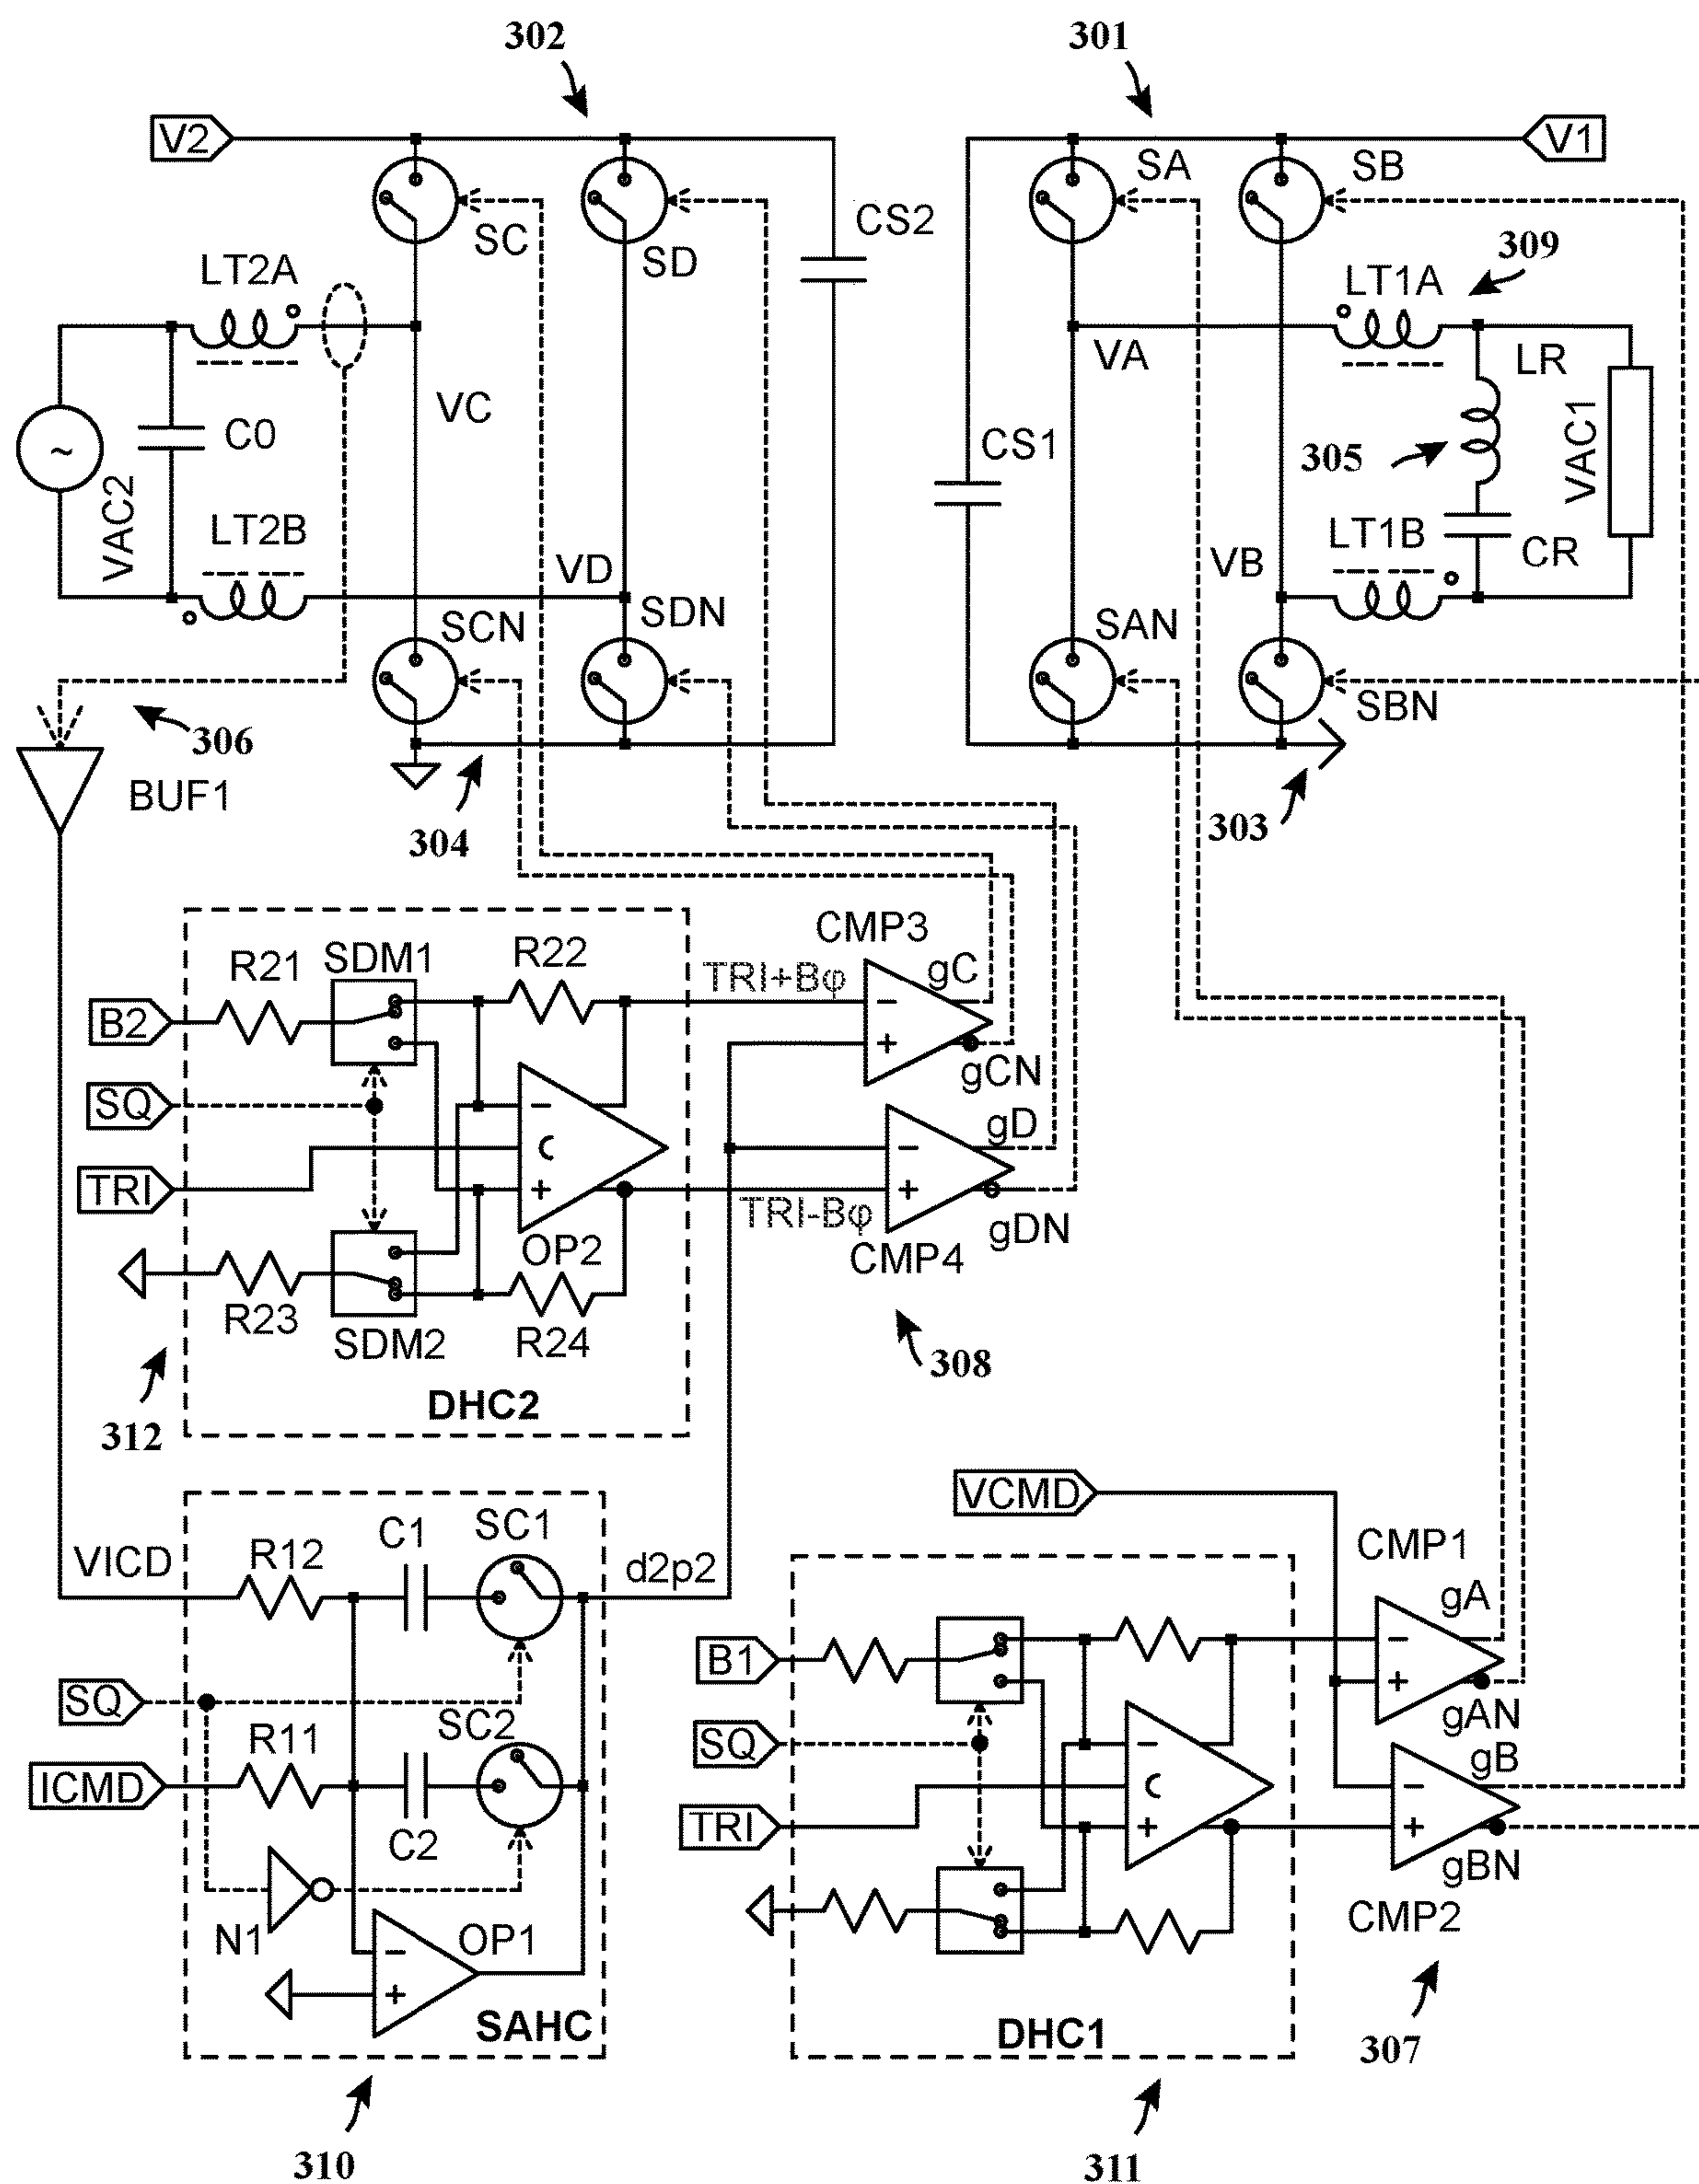 302
301
V2
V1
SA
SB
SC
SD
CS2
309
LT2A
LT1A
VA
LR
VC
C0
CS1
305
VAC1
VAC2
LT2B
LT1B
CR
VD
VB
SCN
SDN
SAN
SBN
306
BUF1
304
303
CMP3
R21
SDM1
R22
TRI+Bφ
gC
B2
−
+
gCN
SQ
−
gD
C
−
TRI
+
TRI-Bφ
+
gDN
OP2
CMP4
R23
SDM2
R24
308
DHC2
312
VCMD
C1
SC1
VICD
R12
d2p2
CMP1
gA
B1
−
SQ
SC2
+
gAN
R11
SQ
−
gB
ICMD
C
−
C2
TRI
+
+
gBN
N1
OP1
CMP2
−
+
SAHC
DHC1
307
310
311